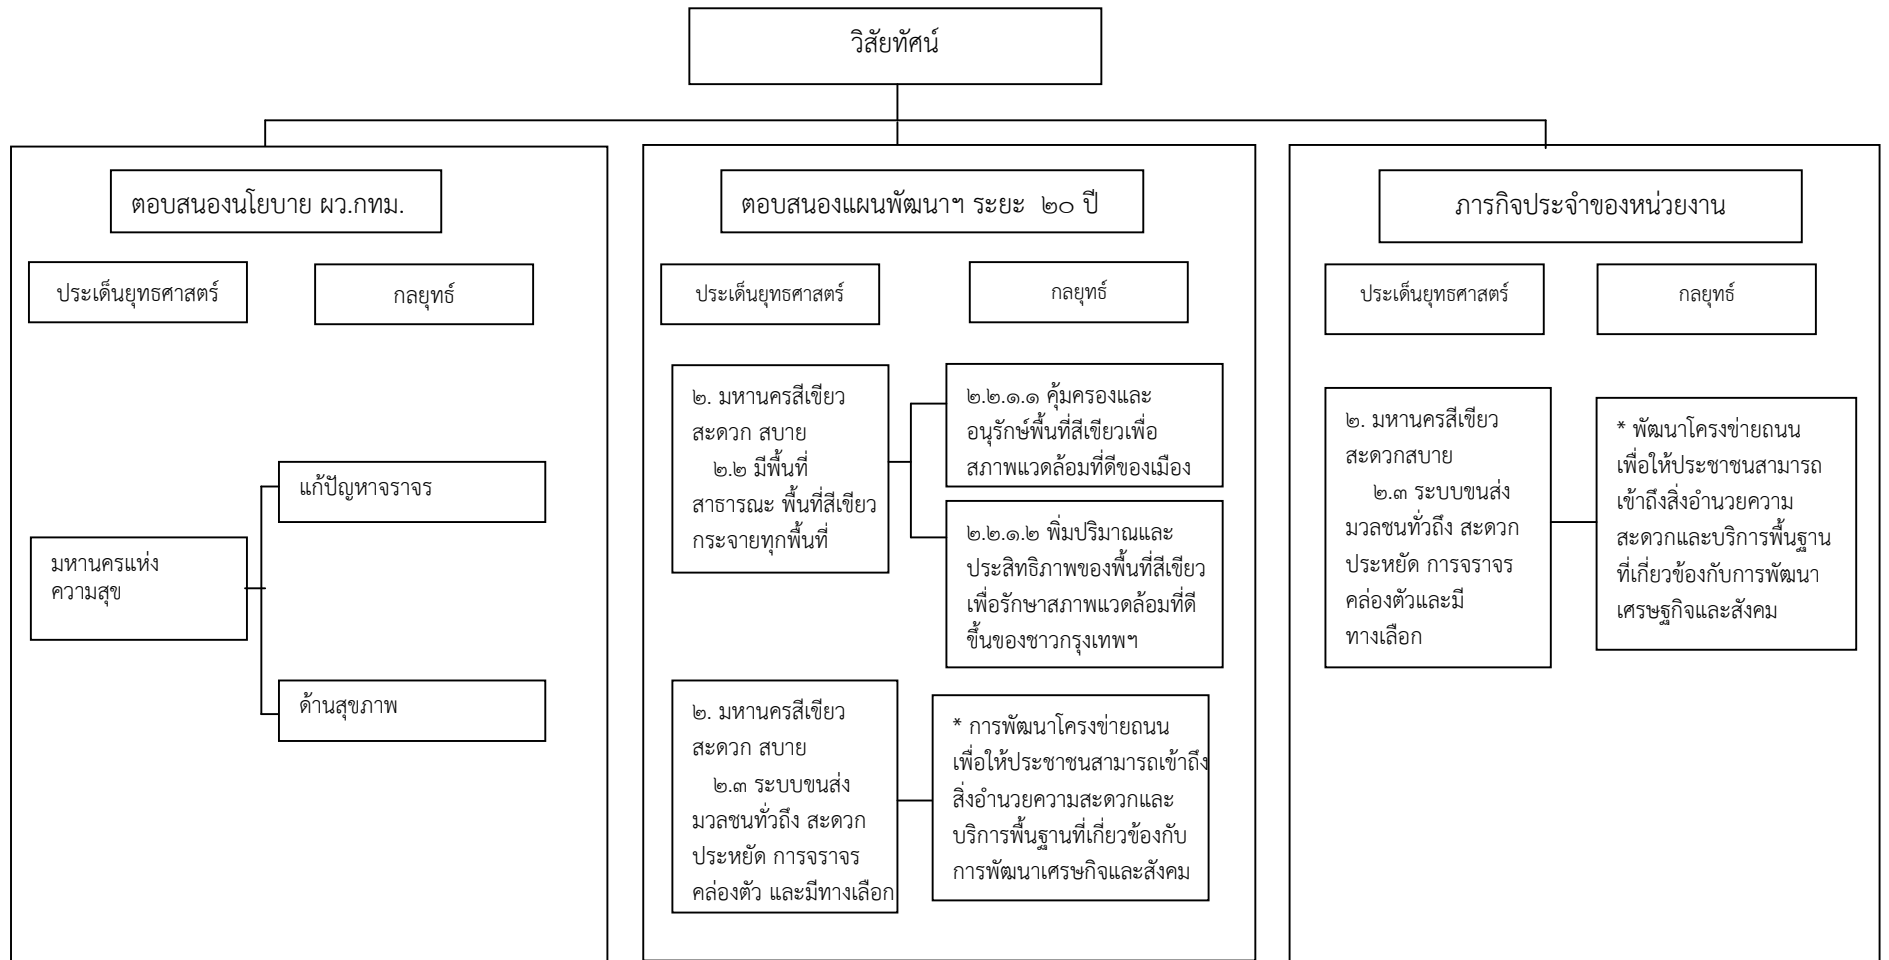 วิสัยทัศน์
ตอบสนองนโยบาย ผว.กทม.
ประเด็นยุทธศาสตร์
กลยุทธ์
มหานครแห่ง
ความสุข
แก้ปัญหาจราจร
ด้านสุขภาพ
ตอบสนองแผนพัฒนาฯ ระยะ ๒๐ ปี
ประเด็นยุทธศาสตร์
กลยุทธ์
๒. มหานครสีเขียว
สะดวก สบาย
๒.๒ มีพื้นที่
สาธารณะ พื้นที่สีเขียว
กระจายทุกพื้นที่
๒.๒.๑.๑ คุ้มครองและ
อนุรักษ์พื้นที่สีเขียวเพื่อ
สภาพแวดล้อมที่ดีของเมือง
๒.๒.๑.๒ พิ่มปริมาณและ
ประสิทธิภาพของพื้นที่สีเขียว
เพื่อรักษาสภาพแวดล้อมที่ดี
ขึ้นของชาวกรุงเทพฯ
๒. มหานครสีเขียว
สะดวก สบาย
๒.๓ ระบบขนส่ง
มวลชนทั่วถึง สะดวก
ประหยัด การจราจร
คล่องตัว และมีทางเลือก
* การพัฒนาโครงข่ายถนน
เพื่อให้ประชาชนสามารถเข้าถึง
สิ่งอำนวยความสะดวกและ
บริการพื้นฐานที่เกี่ยวข้องกับ
การพัฒนาเศรษกิจและสังคม
ภารกิจประจำของหน่วยงาน
ประเด็นยุทธศาสตร์
กลยุทธ์
๒. มหานครสีเขียว
สะดวกสบาย
๒.๓ ระบบขนส่ง
มวลชนทั่วถึง สะดวก
ประหยัด การจราจร
คล่องตัวและมี
ทางเลือก
* พัฒนาโครงข่ายถนน
เพื่อให้ประชาชนสามารถ
เข้าถึงสิ่งอำนวยความ
สะดวกและบริการพื้นฐาน
ที่เกี่ยวข้องกับการพัฒนา
เศรษฐกิจและสังคม